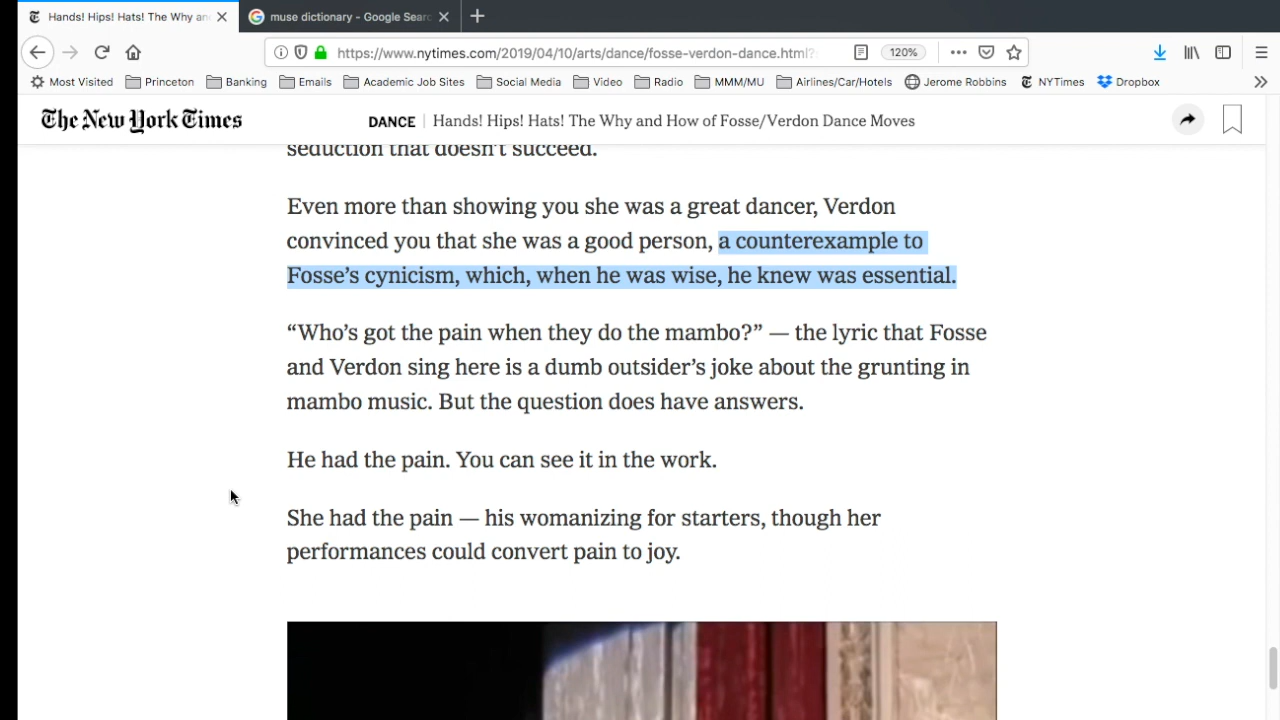 Hands! Hips! Hats! The Why an
muse dictionary - Google Searc
https://www.nytimes.com/2019/04/10/arts/dance/fosse-verdon-dance.html?
120%
Most Visited
Princeton
Banking
Emails
Academic Job Sites
Social Media
Video
Radio
MMM/MU
Airlines/Car/Hotels
Jerome Robbins
NYTimes
Dropbox
The New York Times
DANCE
Hands! Hips! Hats! The Why and How of Fosse/Verdon Dance Moves
seduction that doesn't succeed.
Even more than showing you she was a great dancer, Verdon
convinced you that she was a good person, a counterexample to
Fosse's cynicism, which, when he was wise, he knew was essential.
“Who's got the pain when they do the mambo?” — the lyric that Fosse
and Verdon sing here is a dumb outsider's joke about the grunting in
mambo music. But the question does have answers.
He had the pain. You can see it in the work.
She had the pain — his womanizing for starters, though her
performances could convert pain to joy.